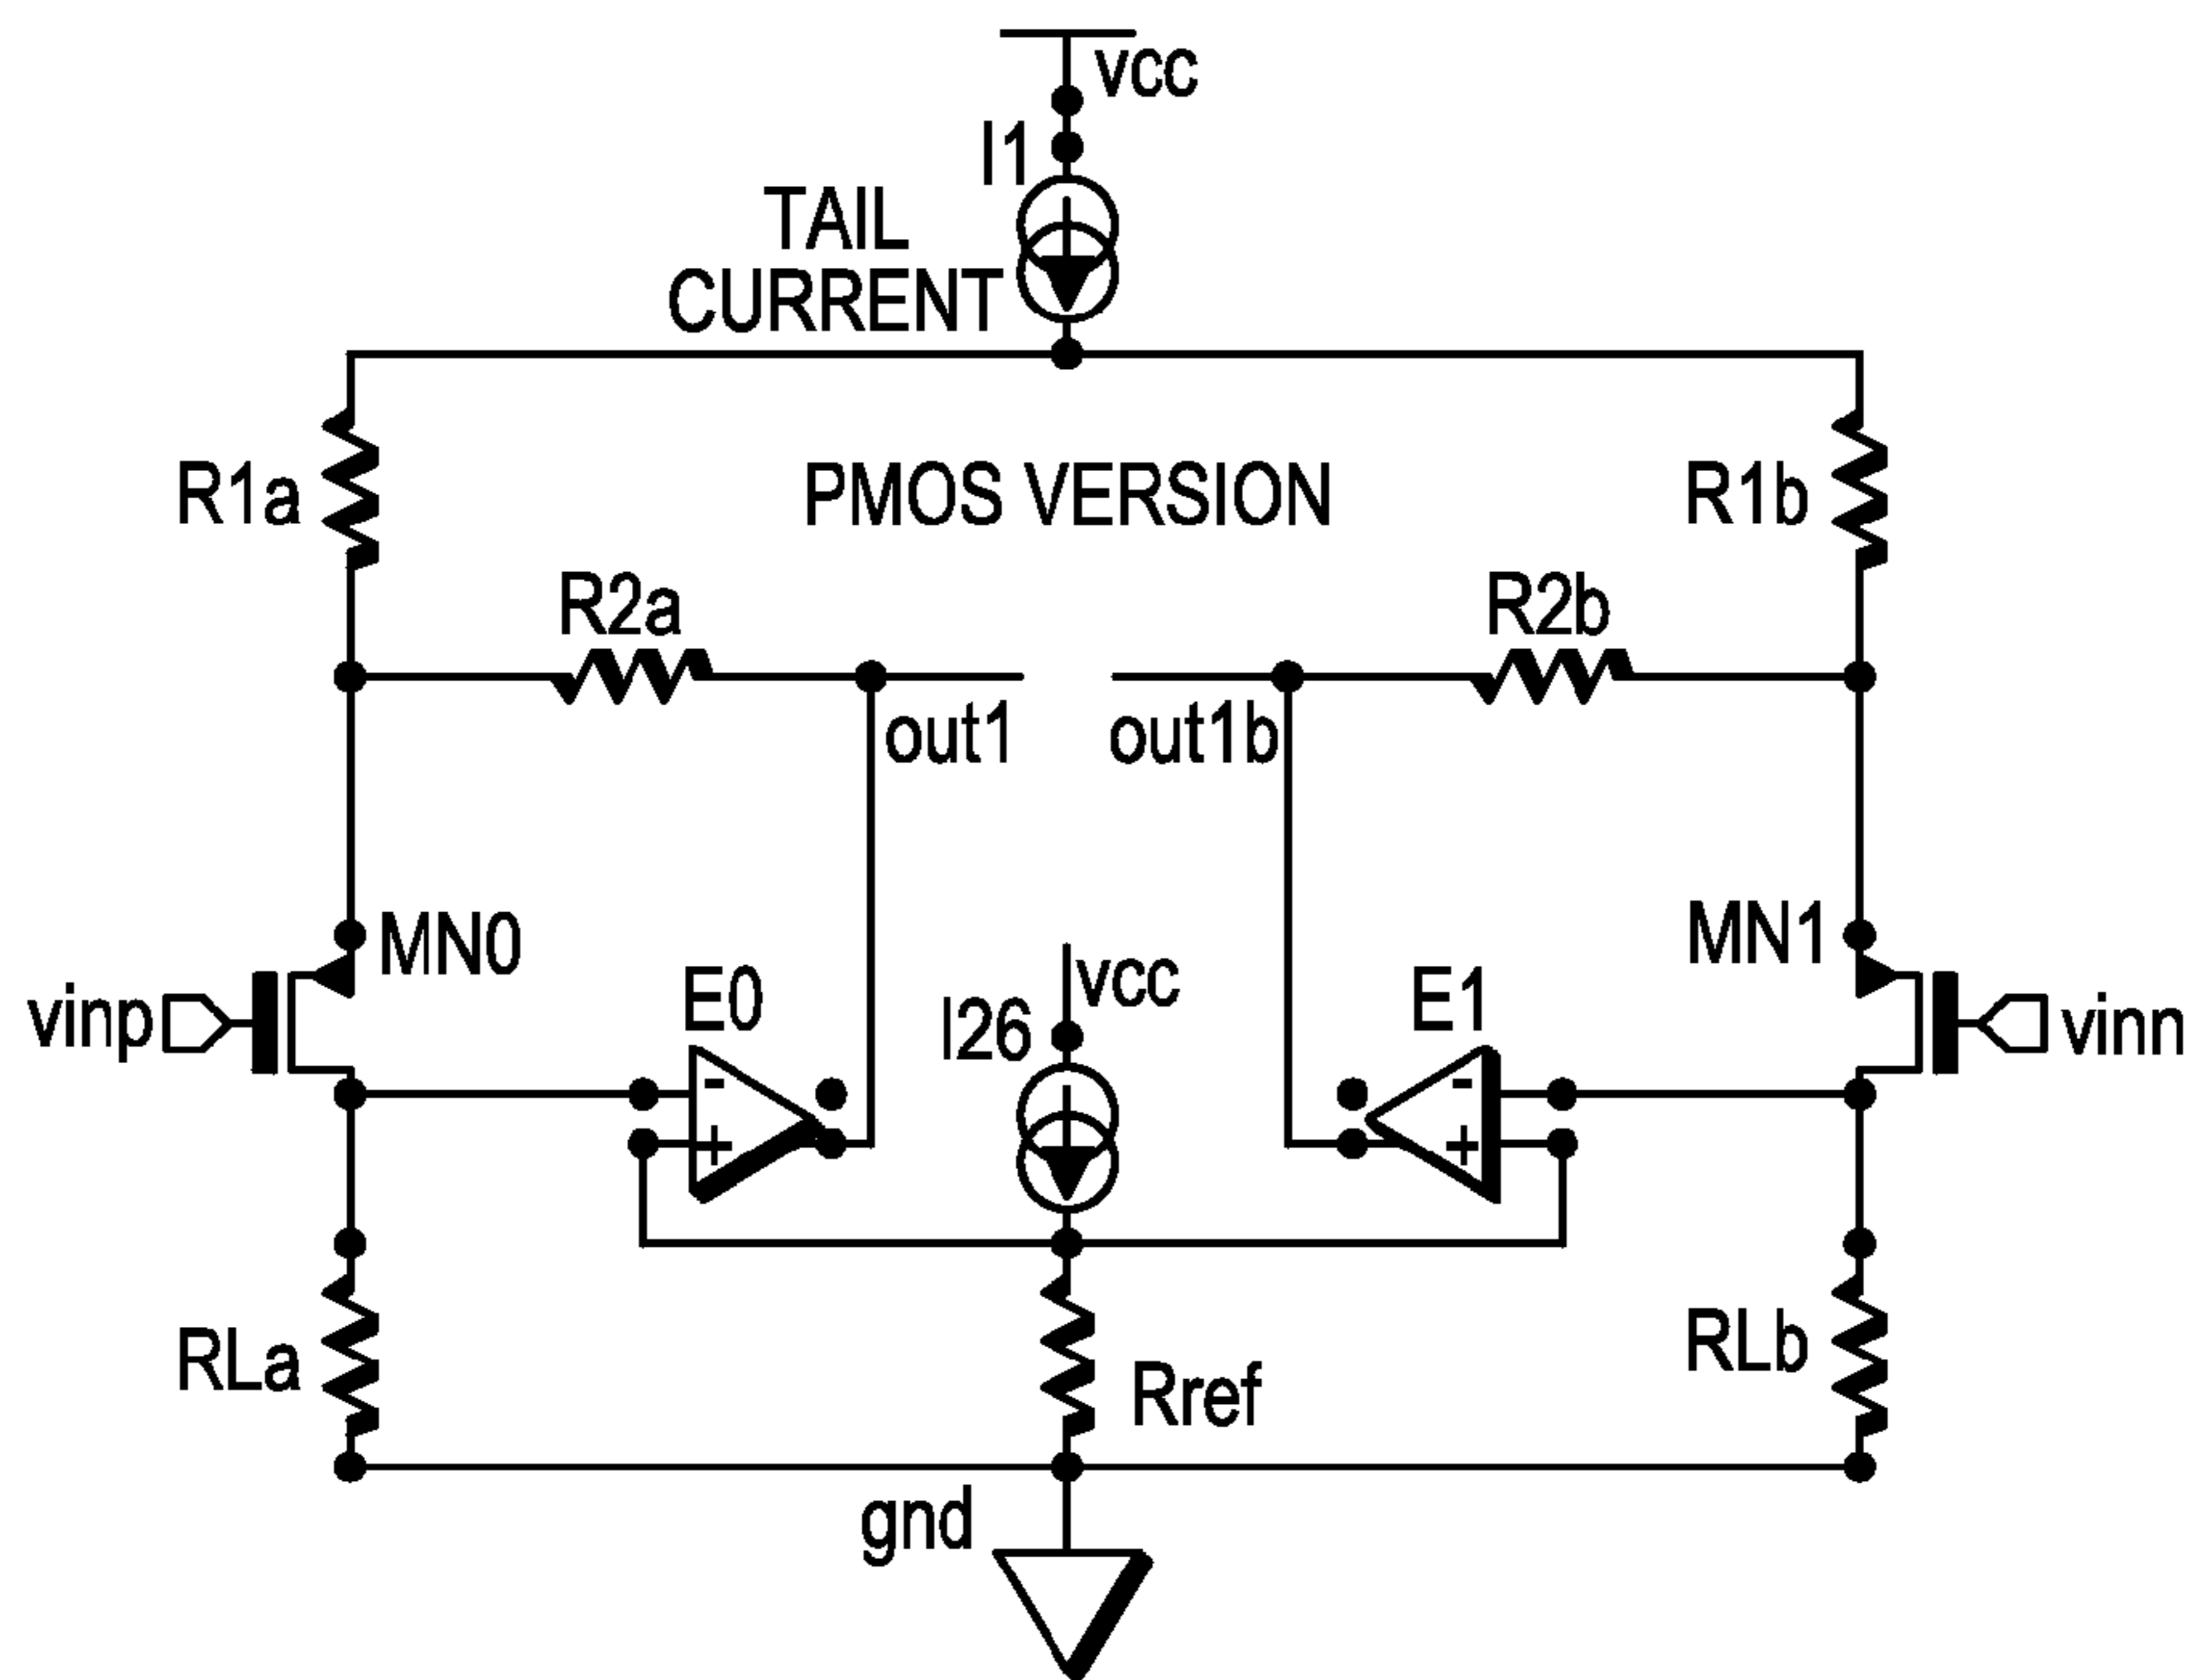 vcc
I1
TAIL
CURRENT
R1a
PMOS VERSION
R1b
R2a
R2b
out1
out1b
MN0
MN1
vcc
E0
I26
E1
vinp
vinn
-
-
+
+
RLa
Rref
RLb
gnd